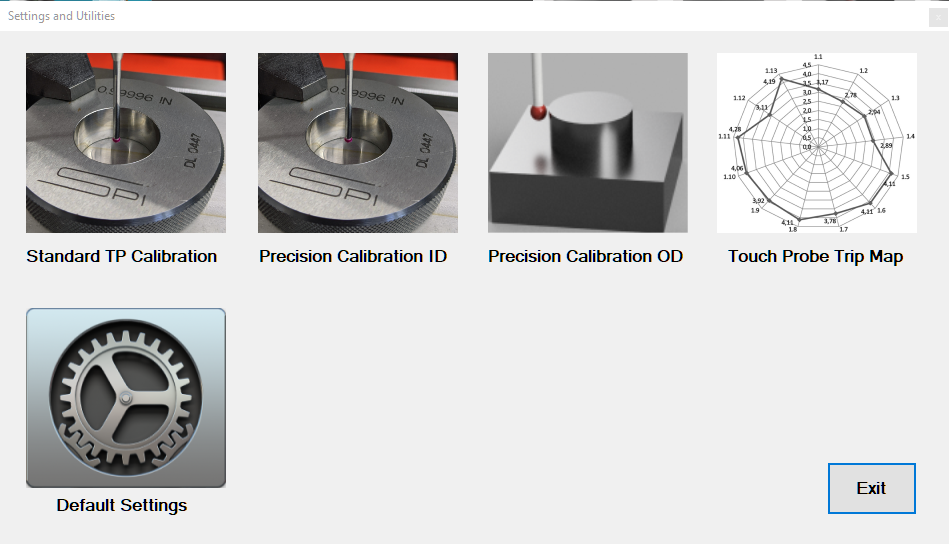 Settings and Utilities
x
0.99996 IN
DL 0447
SPI
0.99996 IN
DL 0447
SPI
1.1
1.2
1.3
1.4
1.5
1.6
1.7
1.8
1.9
1.10
1.11
1.12
1.13
4,5
4,0
3,5
3,0
2,5
2,0
1,5
1,0
0,5
0,0
3,17
2,78
2,94
2,89
4,11
4,11
3,78
4,11
3,92
4,06
4,28
3,11
4,19
Standard TP Calibration
Precision Calibration ID
Precision Calibration OD
Touch Probe Trip Map
Default Settings
Exit